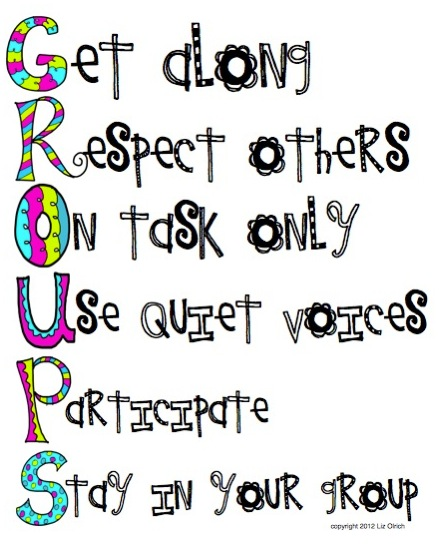 Get along
Respect others
On task only
Use quiet voices
Participate
Stay in your group
copyright 2012 Liz Olrich